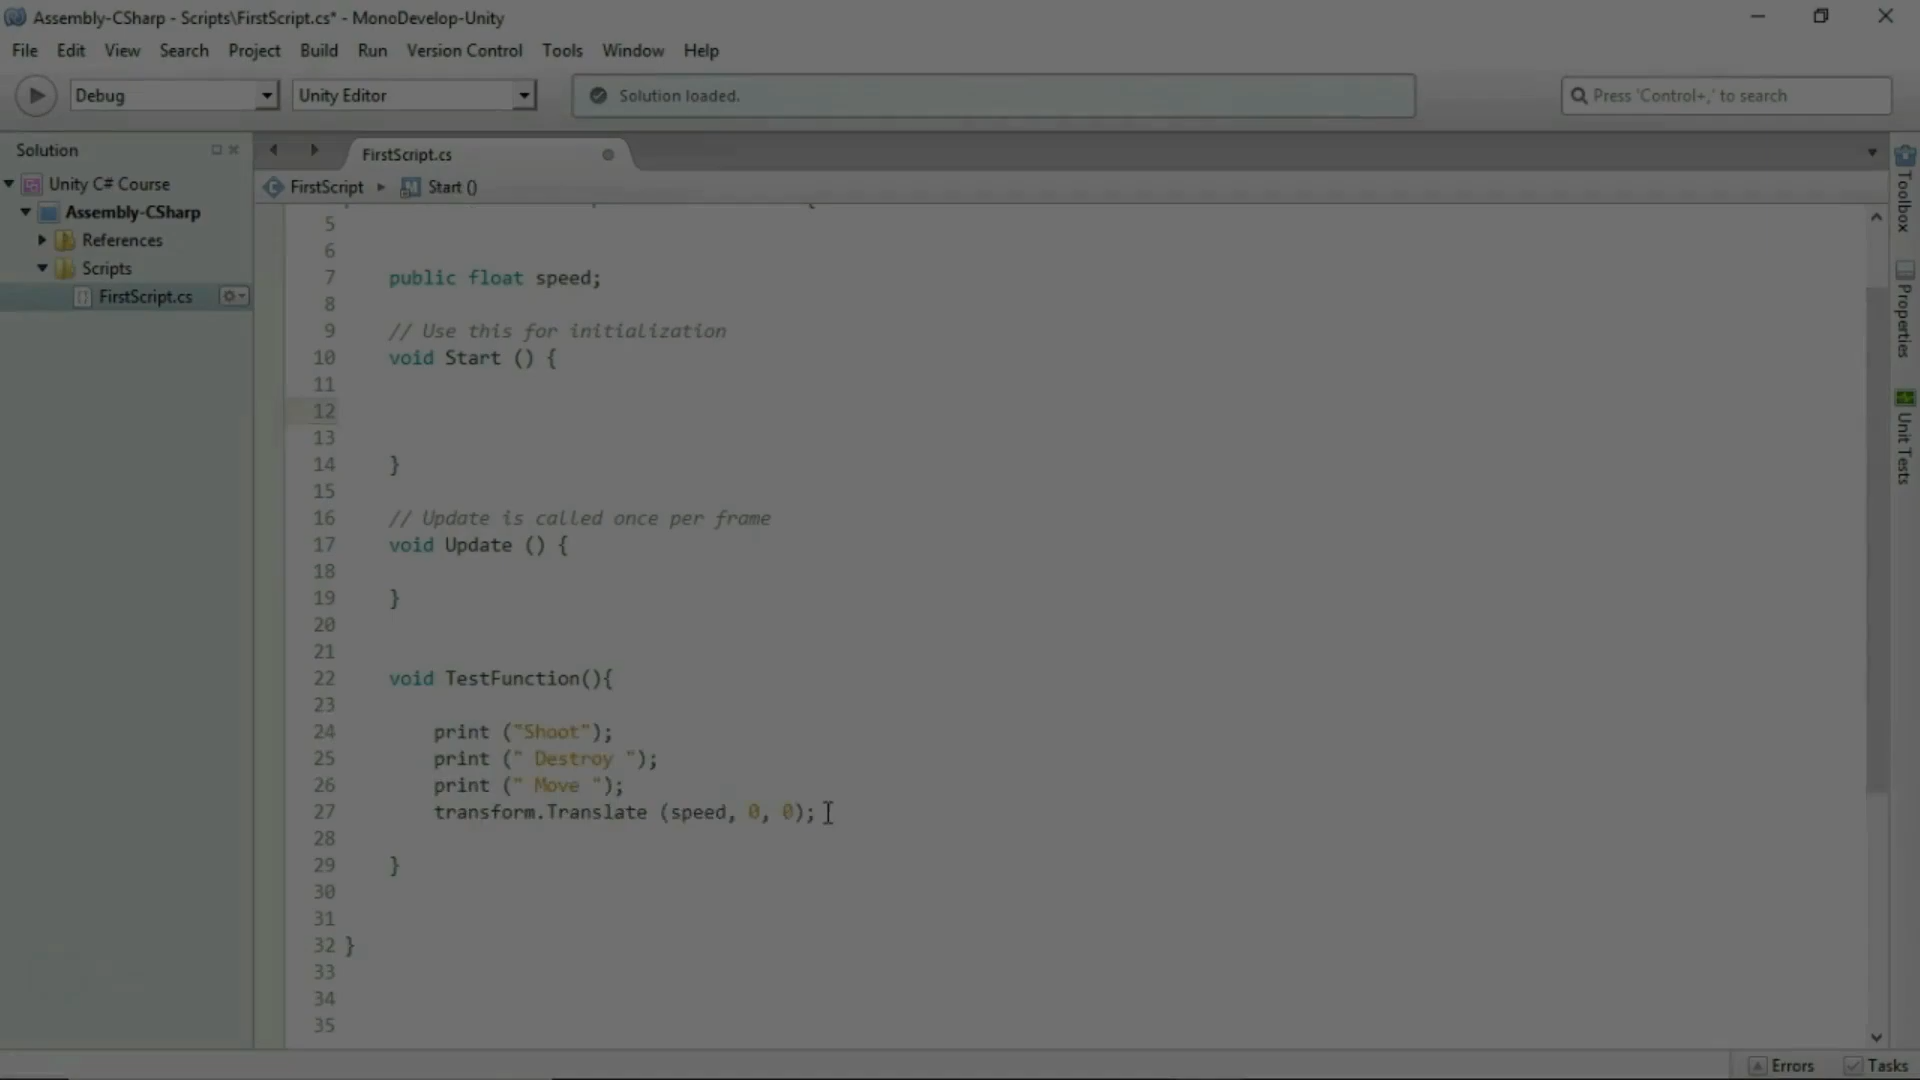 Assembly-CSharp - Scripts\FirstScript.cs* - MonoDevelop-Unity
File Edit View Search Project Build Run Version Control Tools Window Help
Debug Unity Editor Solution loaded. Press 'Control+,' to search
Solution
FirstScript.cs
Unity C# Course
FirstScript Start ()
Assembly-CSharp
References
Scripts
FirstScript.cs
5
6
7 public float speed;
8
9 // Use this for initialization
10 void Start () {
11
12
13
14 }
15
16 // Update is called once per frame
17 void Update () {
18
19 }
20
21
22 void TestFunction(){
23
24 print ("Shoot");
25 print (" Destroy ");
26 print (" Move ");
27 transform.Translate (speed, 0, 0);
28
29 }
30
31
32 }
33
34
35
Toolbox
Properties
Unit Tests
Errors Tasks